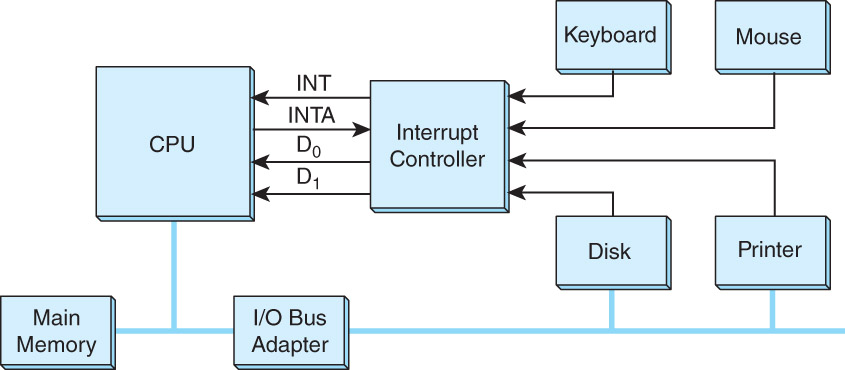 Keyboard
Mouse
INT
INTA
D0
D1
CPU
Interrupt
Controller
Disk
Printer
Main
Memory
I/O Bus
Adapter